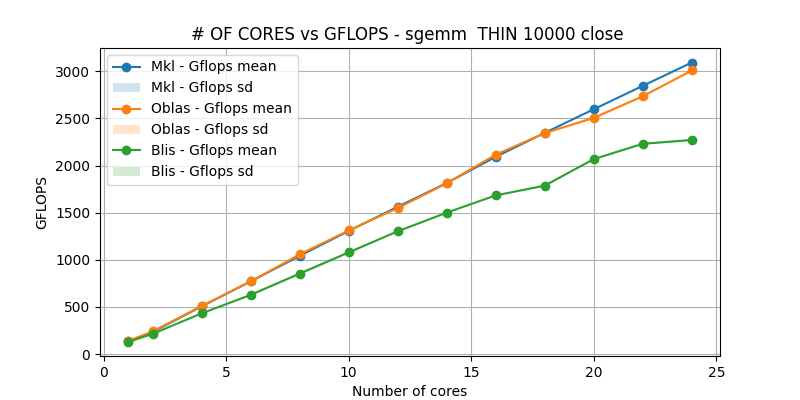 # OF CORES vs GFLOPS - sgemm  THIN 10000 close
Mkl - Gflops mean
Mkl - Gflops sd
Oblas - Gflops mean
Oblas - Gflops sd
Blis - Gflops mean
Blis - Gflops sd
GFLOPS
3000
2500
2000
1500
1000
500
0
0 5 10 15 20 25
Number of cores